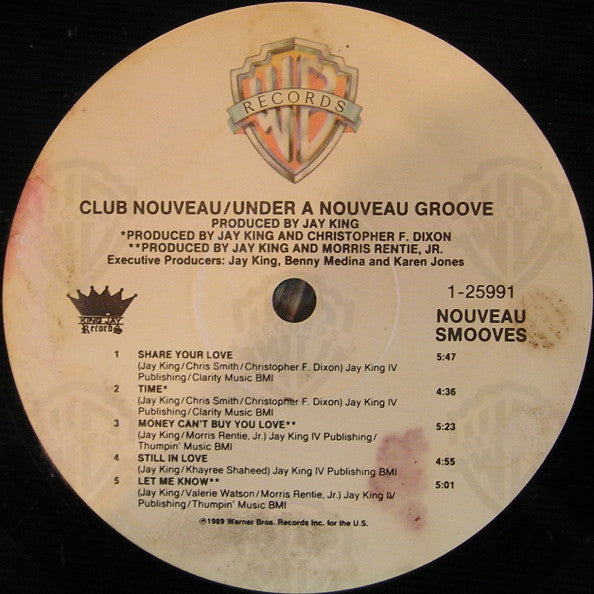 WB
RECORDS
CLUB NOUVEAU/UNDER A NOUVEAU GROOVE
PRODUCED BY JAY KING
*PRODUCED BY JAY KING AND CHRISTOPHER F. DIXON
**PRODUCED BY JAY KING AND MORRIS RENTIE, JR.
Executive Producers: Jay King, Benny Medina and Karen Jones
KING JAY
Records
1-25991
NOUVEAU
SMOOVES
1 SHARE YOUR LOVE 5:47
(Jay King/Chris Smith/Christopher F. Dixon) Jay King IV
Publishing/Clarity Music BMI
2 TIME* 4:36
(Jay King/Chris Smith/Christopher F. Dixon) Jay King IV
Publishing/Clarity Music BMI
3 MONEY CAN'T BUY YOU LOVE** 5:23
(Jay King/Morris Rentie, Jr.) Jay King IV Publishing/
Thumpin' Music BMI
4 STILL IN LOVE 4:55
(Jay King/Khayree Shaheed) Jay King IV Publishing BMI
5 LET ME KNOW** 5:01
(Jay King/Valerie Watson/Morris Rentie, Jr.) Jay King IV
Publishing/Thumpin' Music BMI
℗1989 Warner Bros. Records Inc. for the U.S.